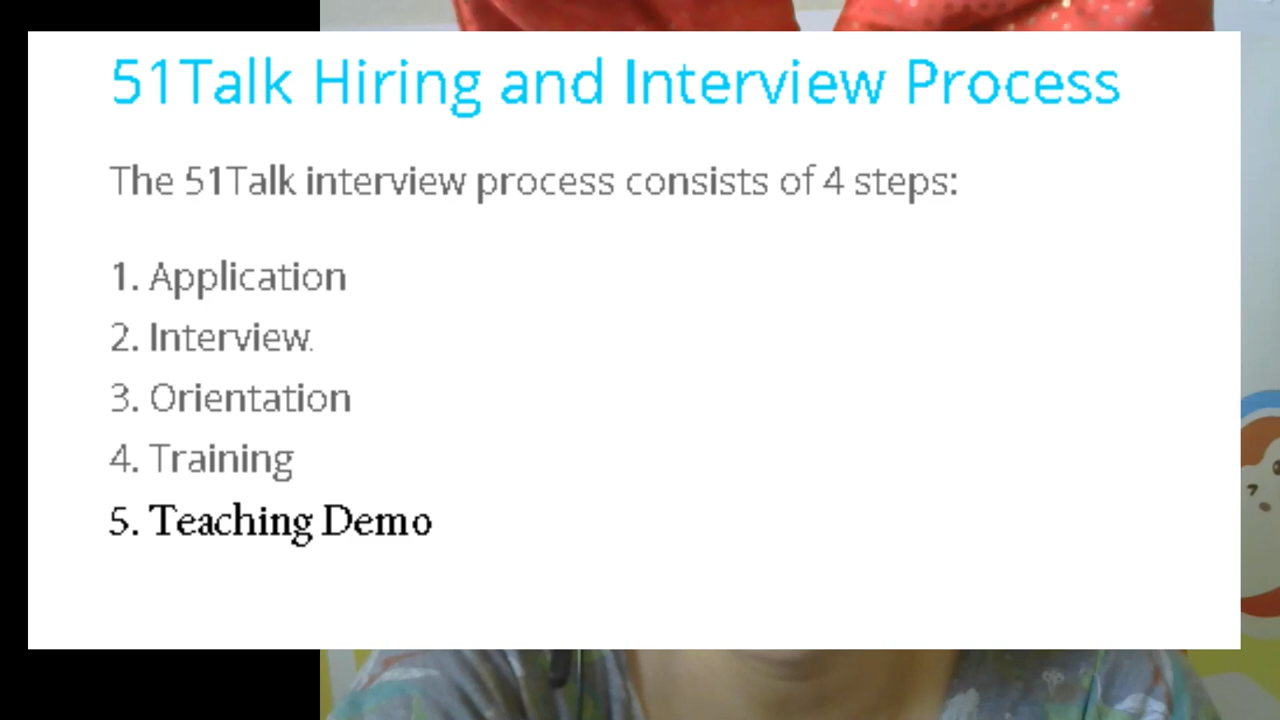 51Talk Hiring and Interview Process
The 51Talk interview process consists of 4 steps:
1. Application
2. Interview.
3. Orientation
4. Training
5. Teaching Demo